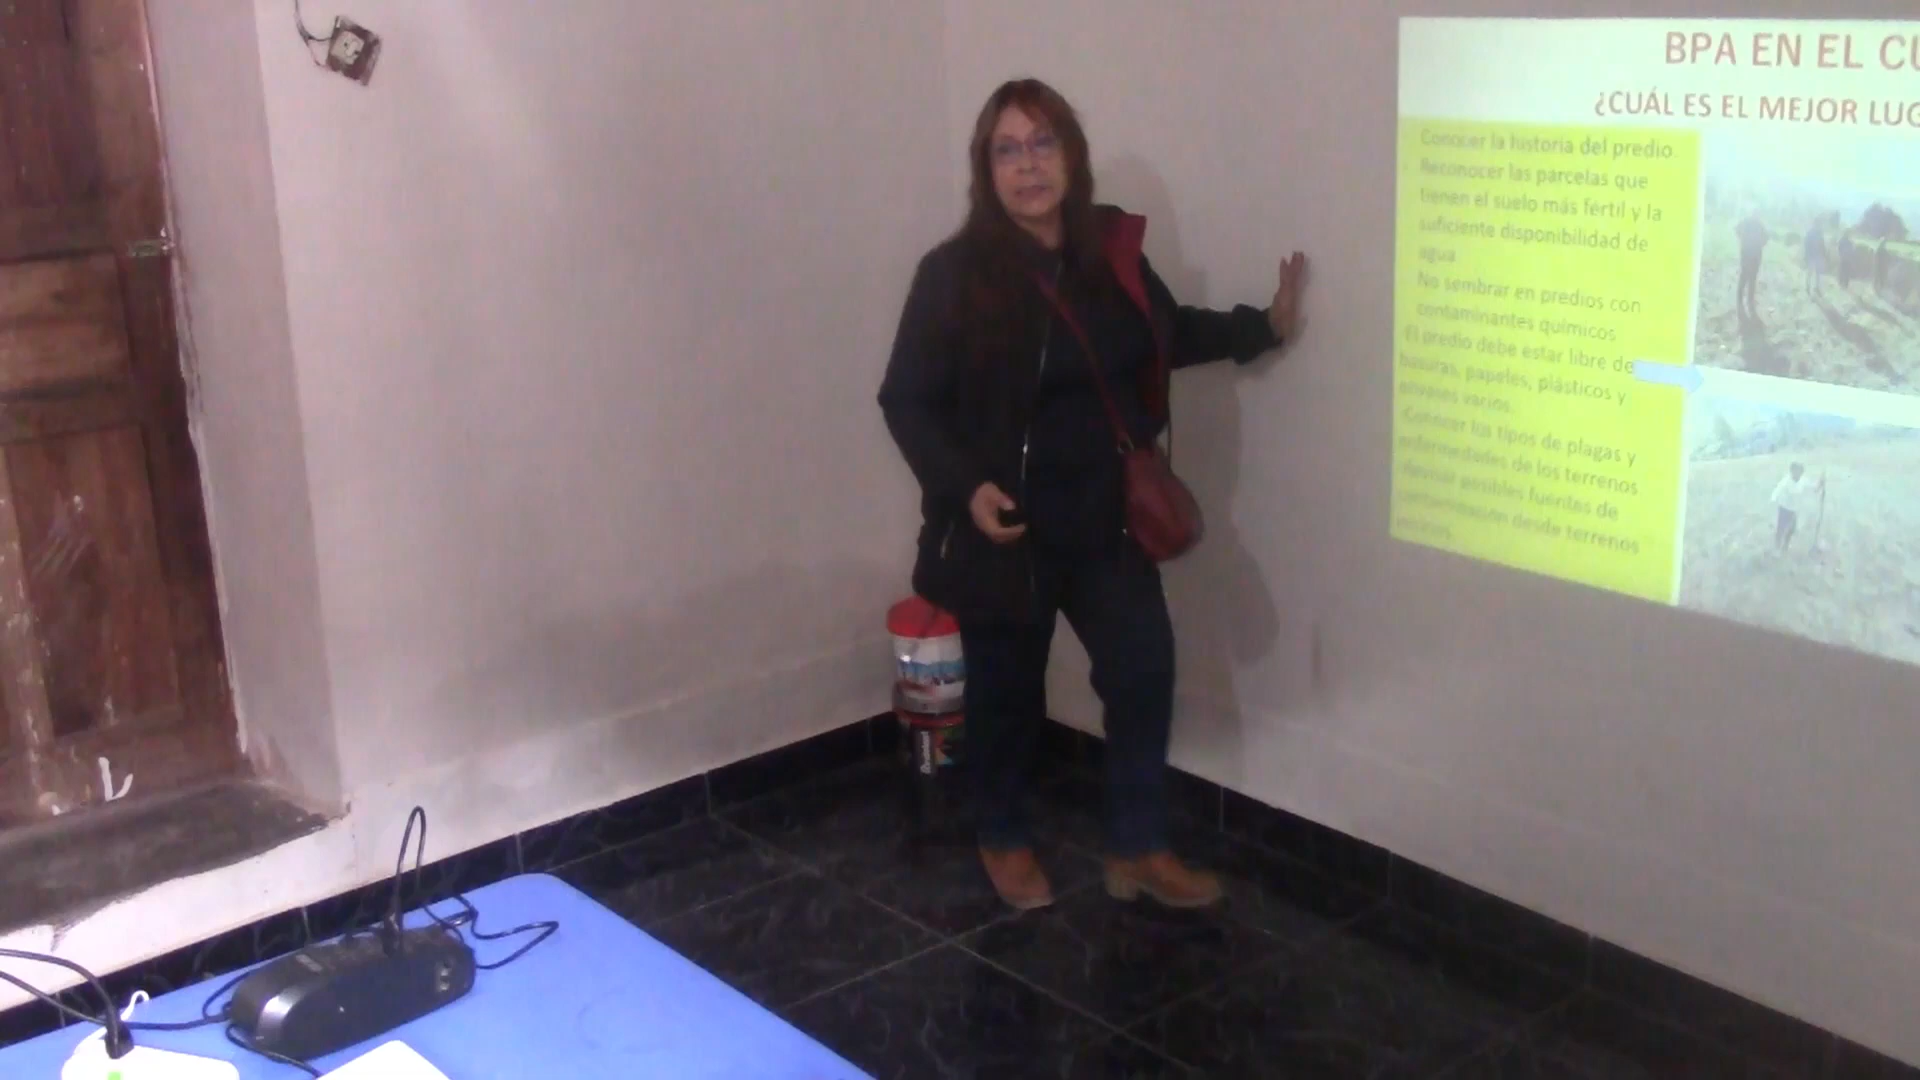 BPA EN EL CU
¿CUÁL ES EL MEJOR LUG
Conocer la historia del predio
Reconocer las parcelas que
tienen el suelo más fértil y la
suficiente disponibilidad de
agua
No sembrar en predios con
contaminantes químicos
El predio debe estar libre de
basuras, papeles, plásticos y
envases varios.
Conocer los tipos de plagas y
enfermedades de los terrenos
posibles fuentes de
contaminación desde terrenos
vecinos